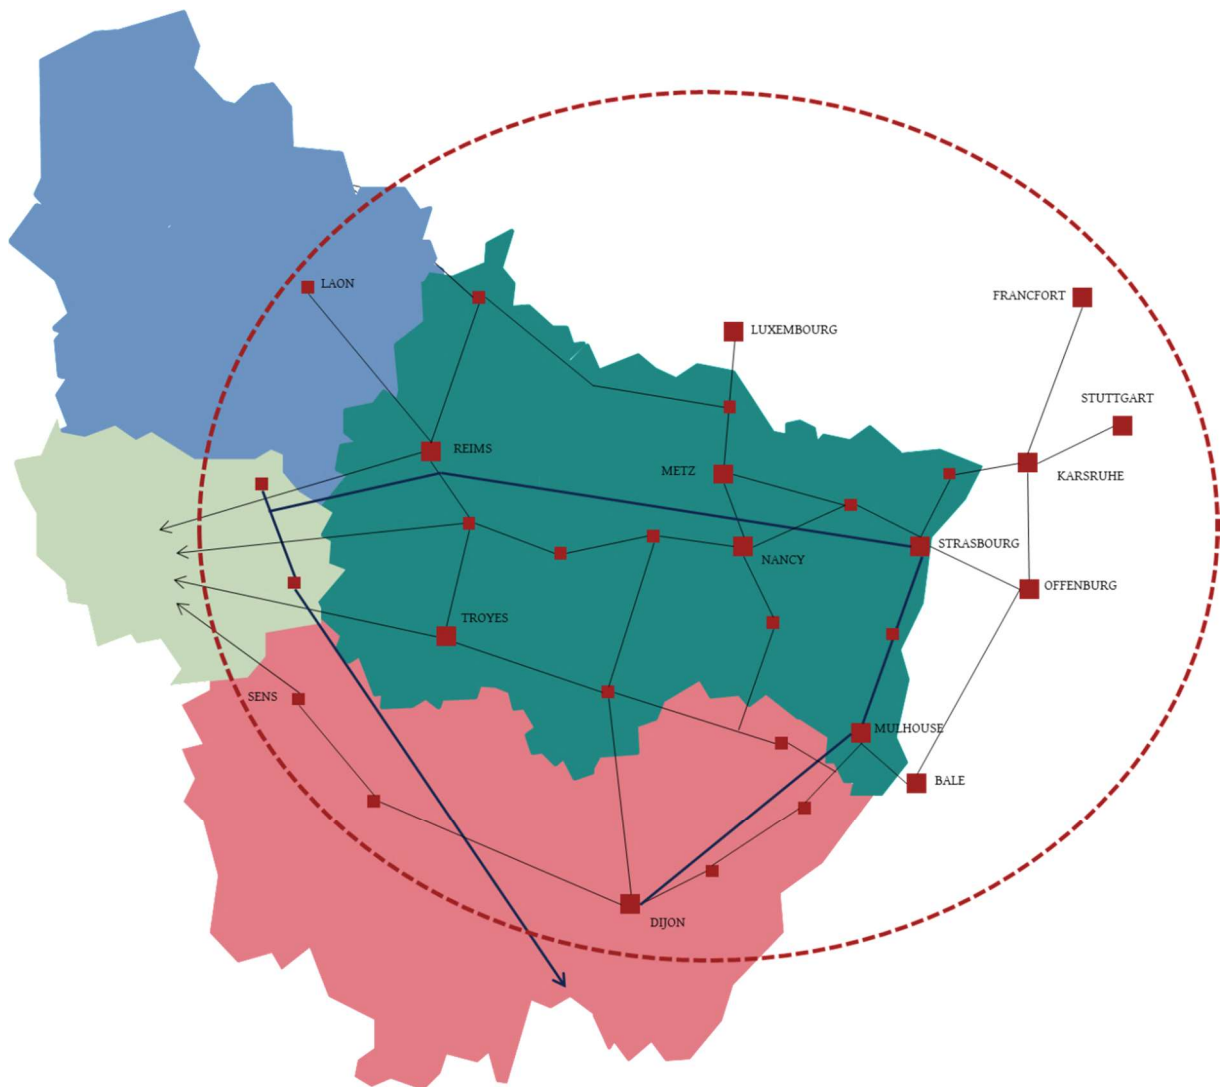 LAON
FRANCFORT
LUXEMBOURG
STUTTGART
REIMS
METZ
KARSRUHE
STRASBOURG
NANCY
OFFENBURG
TROYES
SENS
MULHOUSE
BALE
DIJON